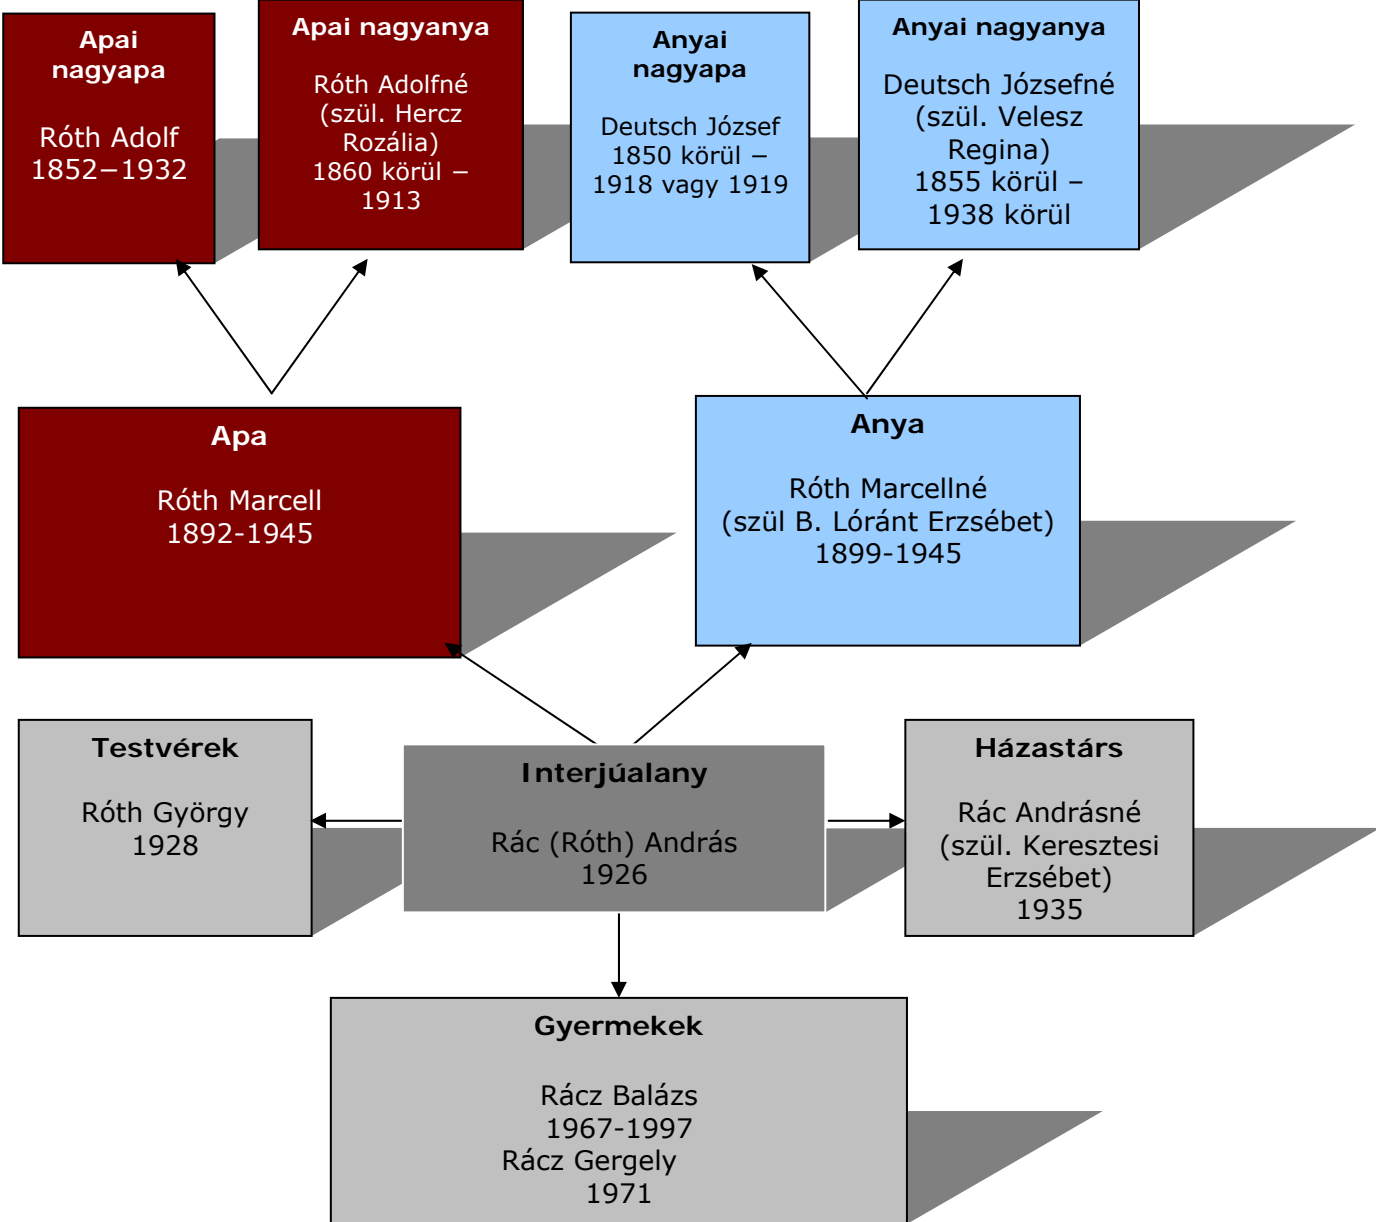 Apai
nagyapa
Róth Adolf
1852–1932
Apai nagyanya
Róth Adolfné
(szül. Hercz
Rozália)
1860 körül –
1913
Anyai
nagyapa
Deutsch József
1850 körül –
1918 vagy 1919
Anyai nagyanya
Deutsch Józsefné
(szül. Velesz
Regina)
1855 körül –
1938 körül
Apa
Róth Marcell
1892-1945
Anya
Róth Marcellné
(szül B. Lóránt Erzsébet)
1899-1945
Testvérek
Róth György
1928
Interjúalany
Rác (Róth) András
1926
Házastárs
Rác Andrásné
(szül. Keresztesi
Erzsébet)
1935
Gyermekek
Rácz Balázs
1967-1997
Rácz Gergely
1971